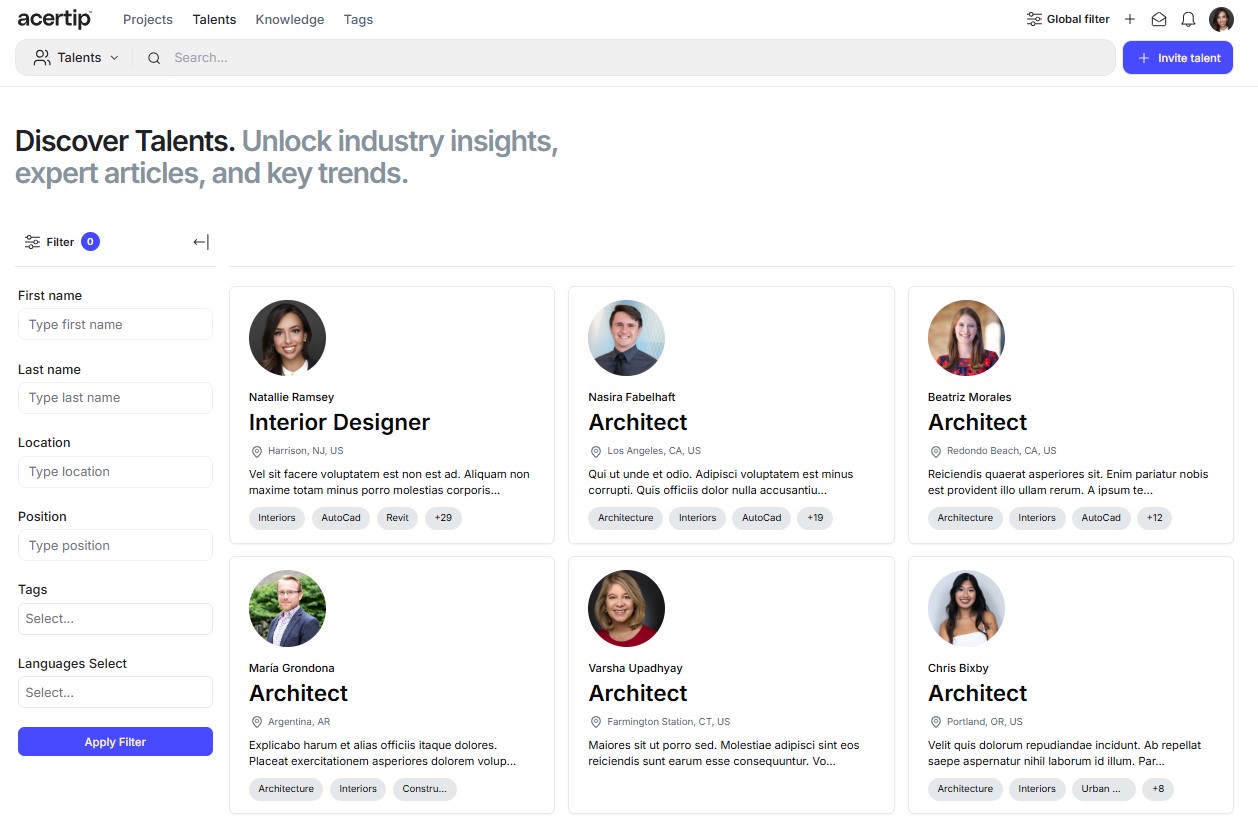 acertip™
Projects Talents Knowledge Tags
Global filter
Talents
Search...
Invite talent
Discover Talents. Unlock industry insights,
expert articles, and key trends.
Filter 0
First name
Type first name
Last name
Type last name
Location
Type location
Position
Type position
Tags
Select...
Languages Select
Select...
Apply Filter
Natallie Ramsey
Interior Designer
Harrison, NJ, US
Vel sit facere voluptatem est non est ad. Aliquam non
maxime totam minus porro molestias corporis...
Interiors AutoCad Revit +29
Nasira Fabelhaft
Architect
Los Angeles, CA, US
Qui ut unde et odio. Adipisci voluptatem est minus
corrupti. Quis officiis dolor nulla accusantiu...
Architecture Interiors AutoCad +19
Beatriz Morales
Architect
Redondo Beach, CA, US
Reiciendis quaerat asperiores sit. Enim pariatur nobis
est provident illo ullam rerum. A ipsum te...
Architecture Interiors AutoCad +12
María Grondona
Architect
Argentina, AR
Explicabo harum et alias officiis itaque dolores.
Placeat exercitationem asperiores dolorem volup...
Architecture Interiors Constru...
Varsha Upadhyay
Architect
Farmington Station, CT, US
Maiores sit ut porro sed. Molestiae adipisci sint eos
reiciendis sunt earum esse consequuntur. Vo...
Chris Bixby
Architect
Portland, OR, US
Velit quis dolorum repudiandae incidunt. Ab repellat
saepe aspernatur nihil laborum id illum. Par...
Architecture Interiors Urban ... +8